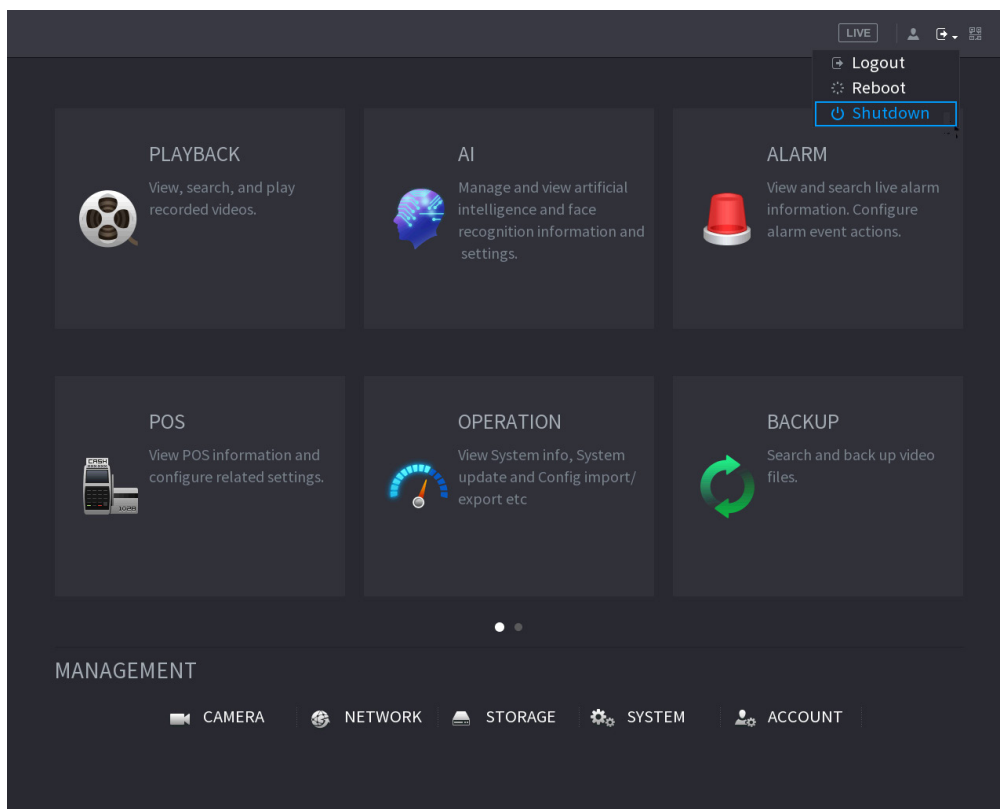 LIVE
Logout
Reboot
Shutdown
PLAYBACK
View, search, and play
recorded videos.
AI
Manage and view artificial
intelligence and face
recognition information and
settings.
ALARM
View and search live alarm
information. Configure
alarm event actions.
POS
View POS information and
configure related settings.
CASH
OPERATION
View System info, System
update and Config import/
export etc
BACKUP
Search and back up video
files.
MANAGEMENT
CAMERA
NETWORK
STORAGE
SYSTEM
ACCOUNT